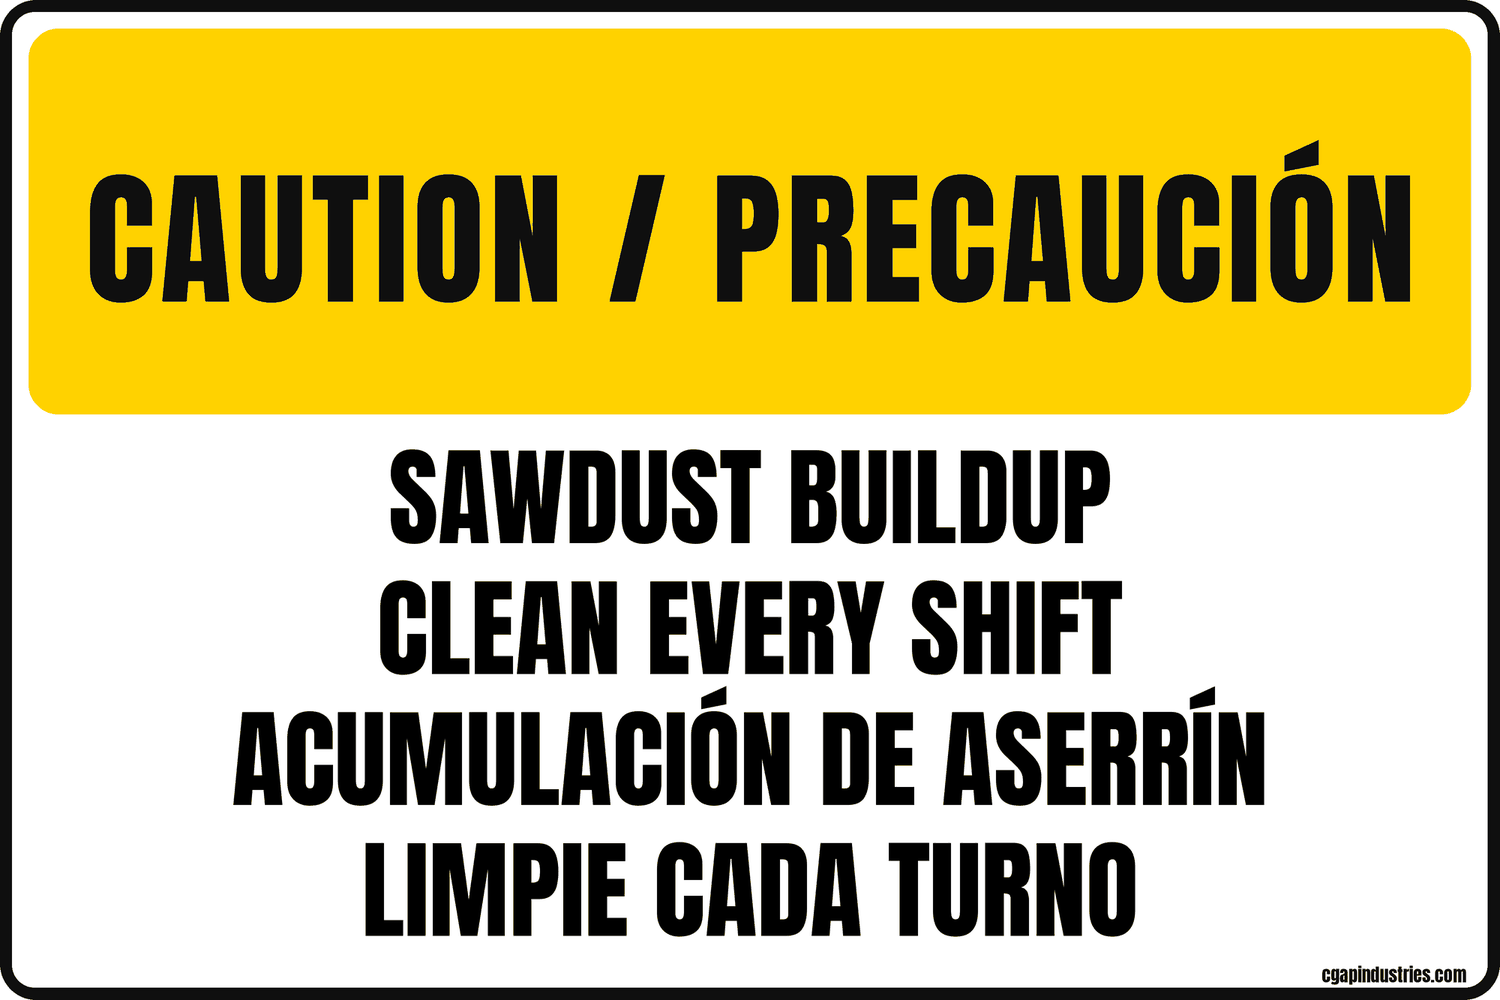 CAUTION / PRECAUCIÓN
SAWDUST BUILDUP
CLEAN EVERY SHIFT
ACUMULACIÓN DE ASERRÍN
LIMPIE CADA TURNO
cgapindustries.com